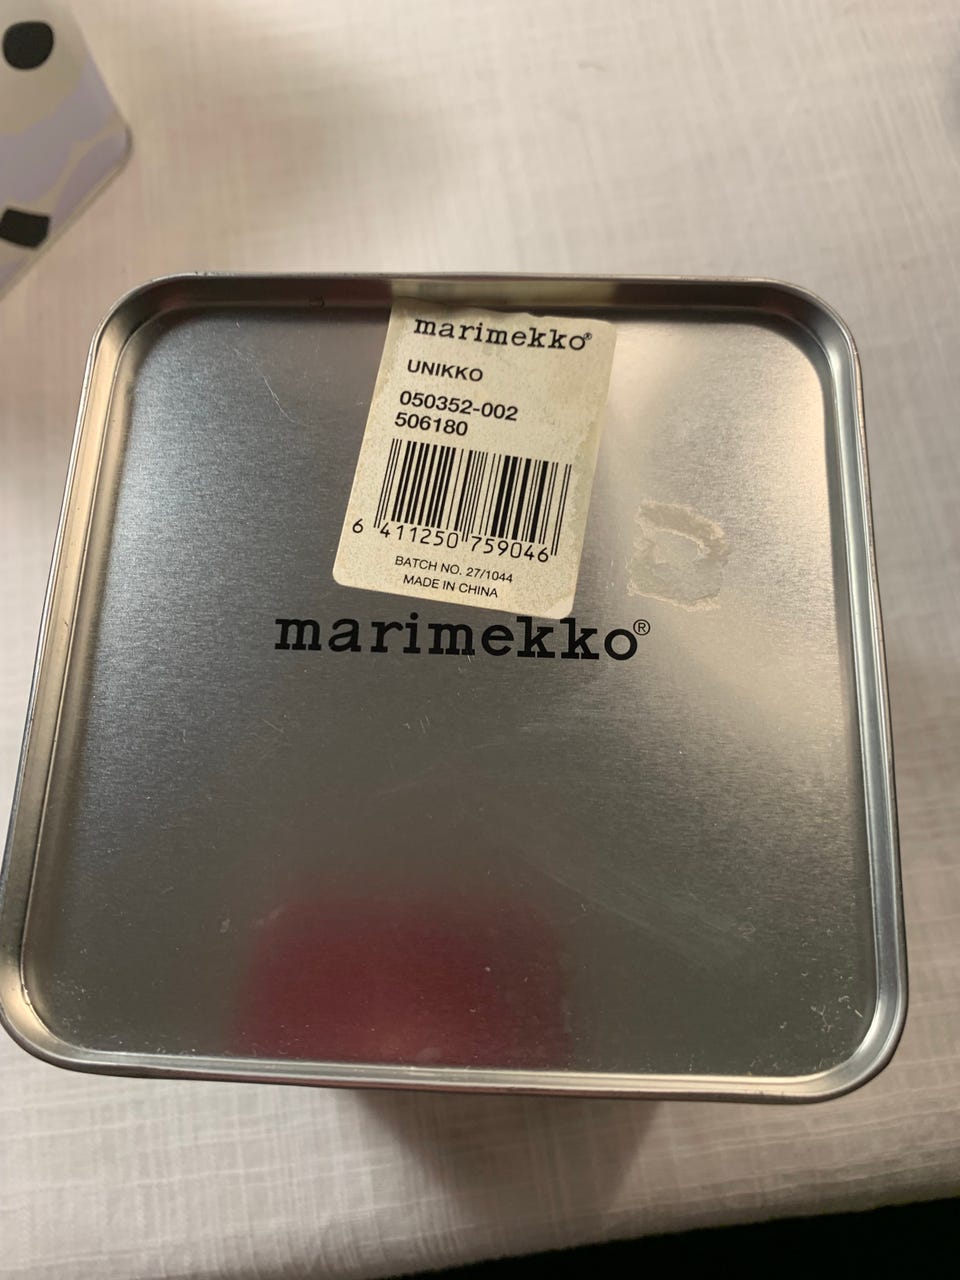 marimekko®
UNIKKO
050352-002
506180
6 411250 759046
BATCH NO. 27/1044
MADE IN CHINA
marimekko®